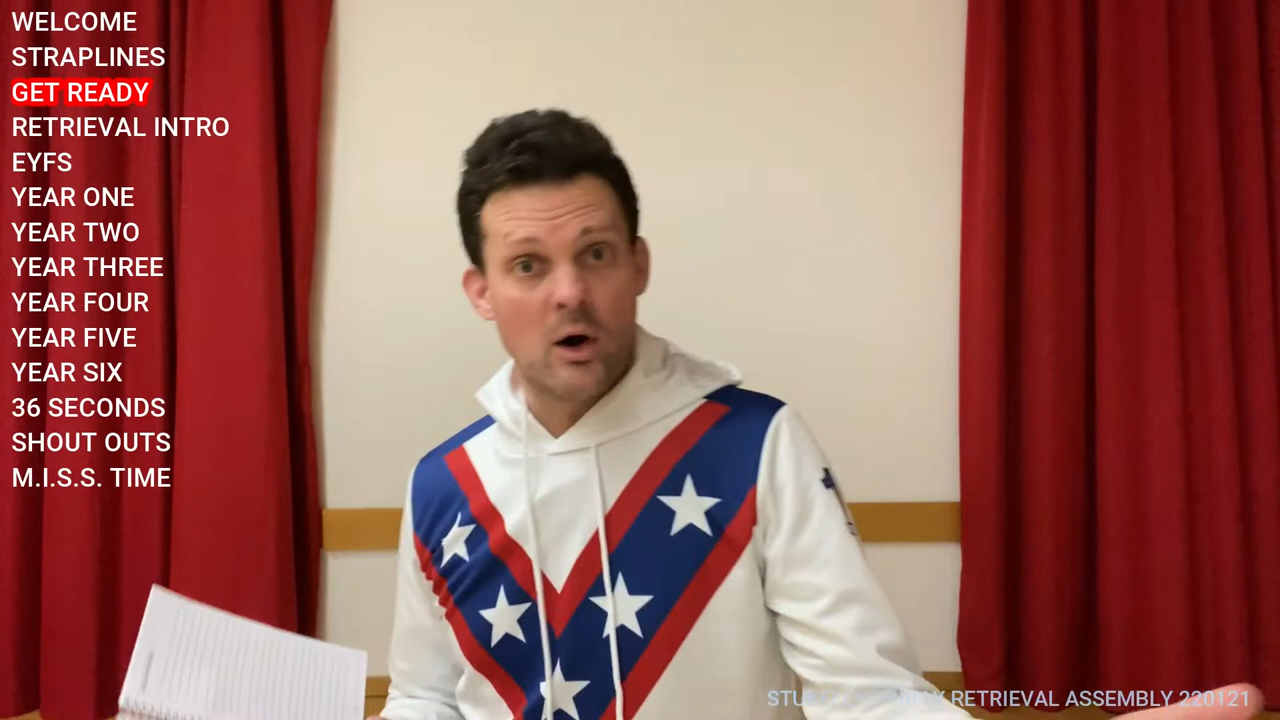 WELCOME
STRAPLINES
GET READY
RETRIEVAL INTRO
EYFS
YEAR ONE
YEAR TWO
YEAR THREE
YEAR FOUR
YEAR FIVE
YEAR SIX
36 SECONDS
SHOUT OUTS
M.I.S.S. TIME
RETRIEVAL ASSEMBLY 220121